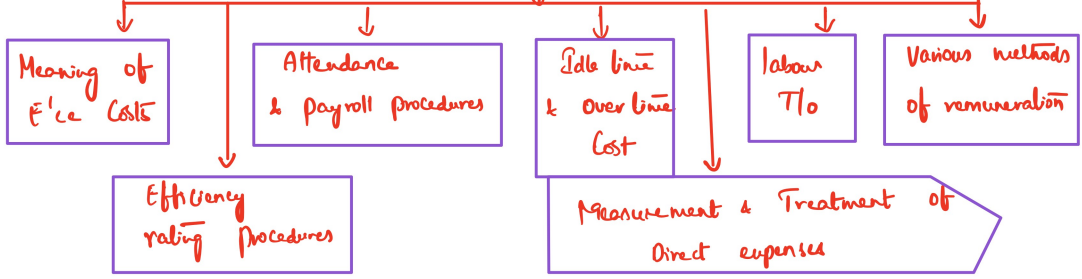 Meaning of
E'ee Costs
Attendance
& Payroll Procedures
Idle time
& Over time
Cost
labour
T/o
Various methods
of remuneration
Efficiency
rating Procedures
Measurement & Treatment of
Direct expenses